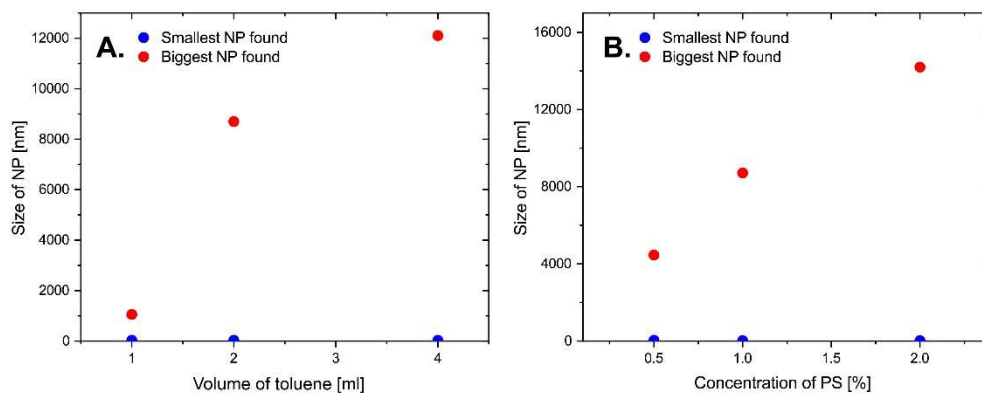 A.
Smallest NP found
Biggest NP found
12000
10000
8000
6000
4000
2000
0
Size of NP [nm]
1
2
3
4
Volume of toluene [ml]
B.
Smallest NP found
Biggest NP found
16000
12000
8000
4000
0
Size of NP [nm]
0.5
1.0
1.5
2.0
Concentration of PS [%]